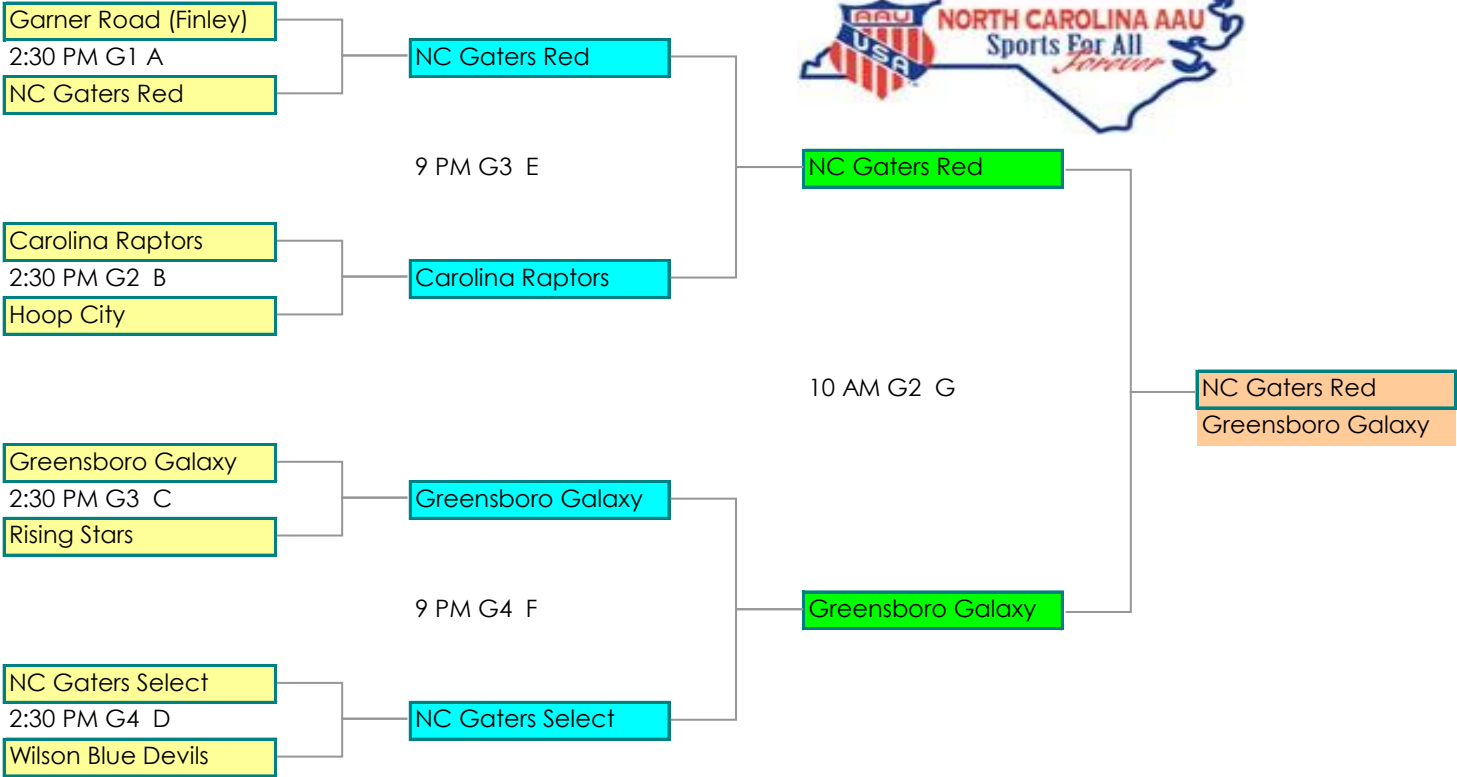 AAU
USA
NORTH CAROLINA AAU
Sports For All
Forever
Garner Road (Finley)
2:30 PM G1 A
NC Gaters Red
NC Gaters Red
9 PM G3 E
NC Gaters Red
Carolina Raptors
2:30 PM G2 B
Hoop City
Carolina Raptors
10 AM G2 G
NC Gaters Red
Greensboro Galaxy
Greensboro Galaxy
2:30 PM G3 C
Rising Stars
Greensboro Galaxy
9 PM G4 F
Greensboro Galaxy
NC Gaters Select
2:30 PM G4 D
Wilson Blue Devils
NC Gaters Select